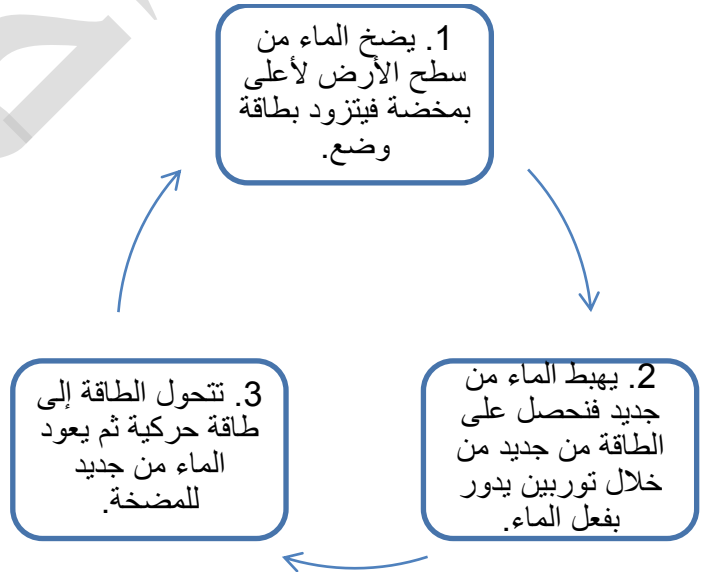 1. يضخ الماء من
سطح الأرض لأعلى
بمخضة فيتزود بطاقة
وضع.
2. يهبط الماء من
جديد فنحصل على
الطاقة من جديد من
خلال توربين يدور
بفعل الماء.
3. تتحول الطاقة إلى
طاقة حركية ثم يعود
الماء من جديد
للمضخة.